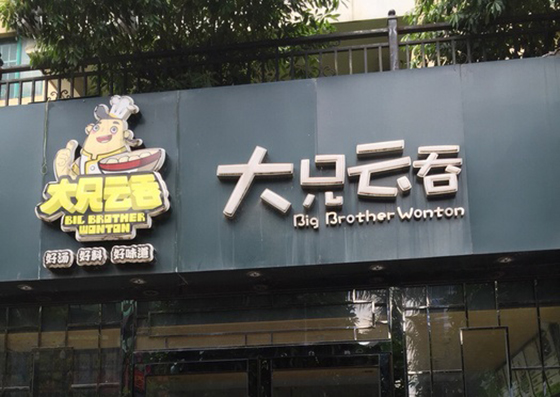 大兄云吞
BIG BROTHER
WONTON
好汤 好料 好味道
大兄云吞
Big Brother Wonton